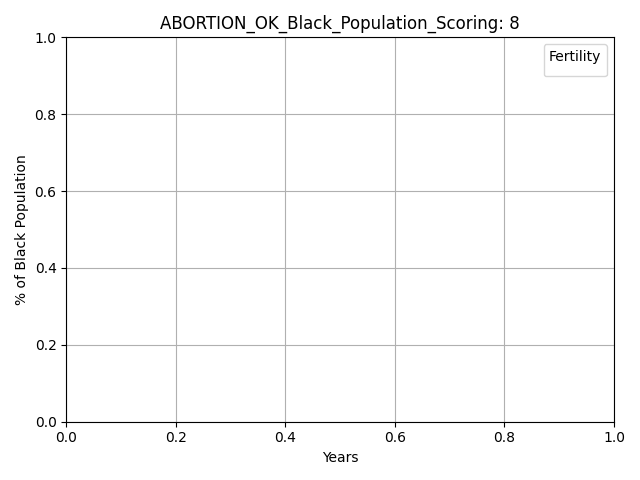 ABORTION_OK_Black_Population_Scoring: 8
Fertility
% of Black Population
1.0
0.8
0.6
0.4
0.2
0.0
0.0 0.2 0.4 0.6 0.8 1.0
Years